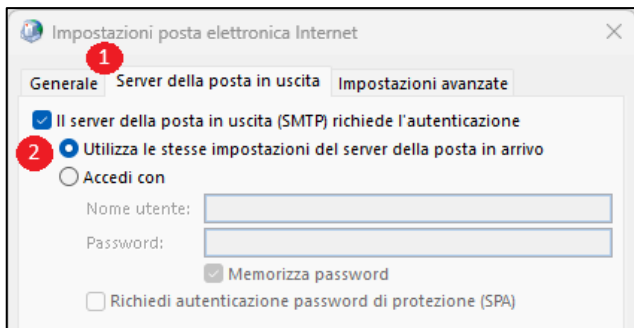 Impostazioni posta elettronica Internet
1
Generale Server della posta in uscita Impostazioni avanzate
Il server della posta in uscita (SMTP) richiede l'autenticazione
2 Utilizza le stesse impostazioni del server della posta in arrivo
Accedi con
Nome utente:
Password:
Memorizza password
Richiedi autenticazione password di protezione (SPA)